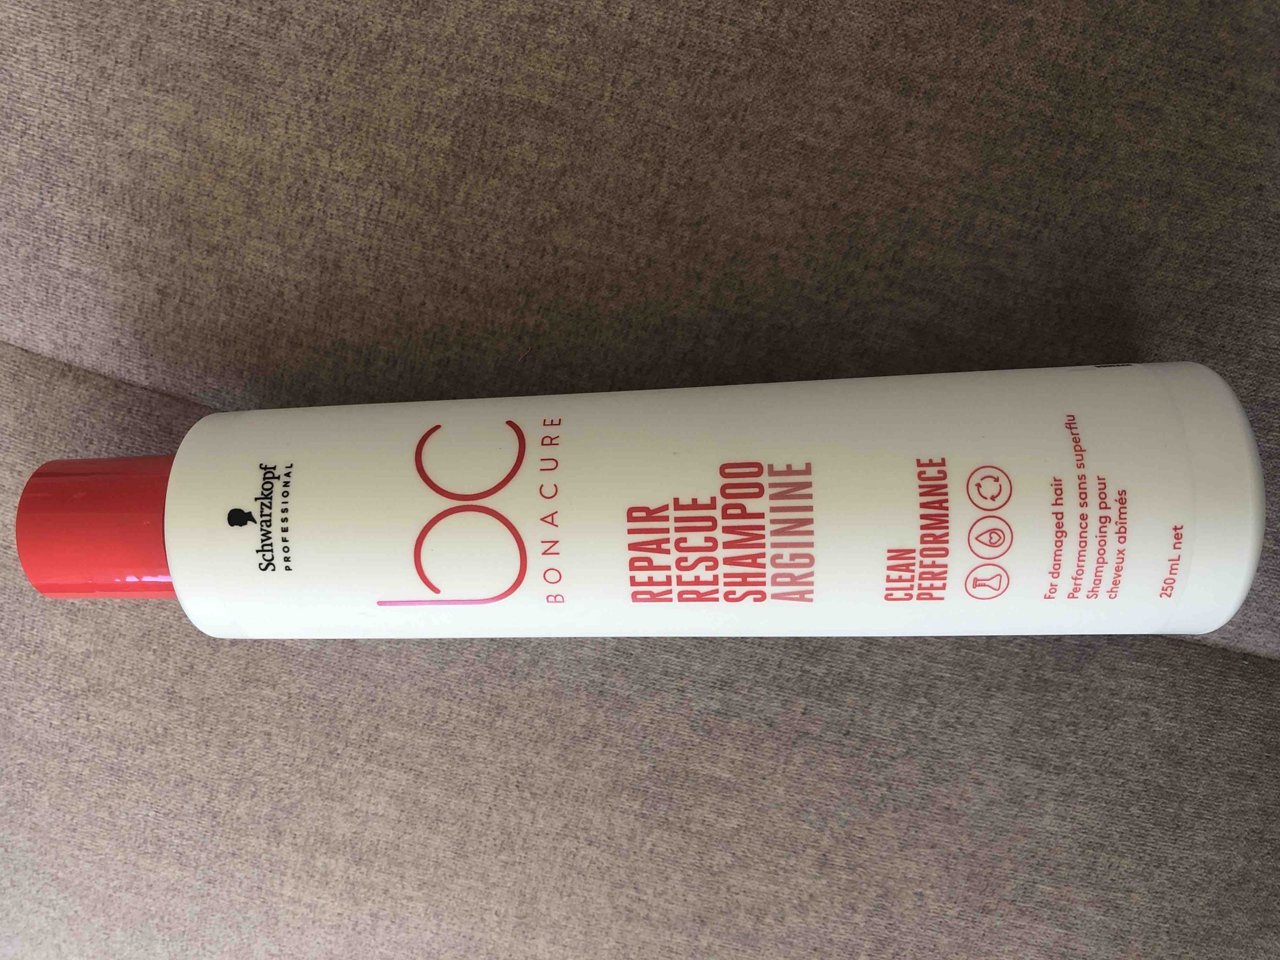 Schwarzkopf
PROFESSIONAL
bc
BONACURE
REPAIR
RESCUE
SHAMPOO
ARGININE
CLEAN
PERFORMANCE
For damaged hair
Performance sans superflu
Shampooing pour
cheveux abîmés
250 mL net